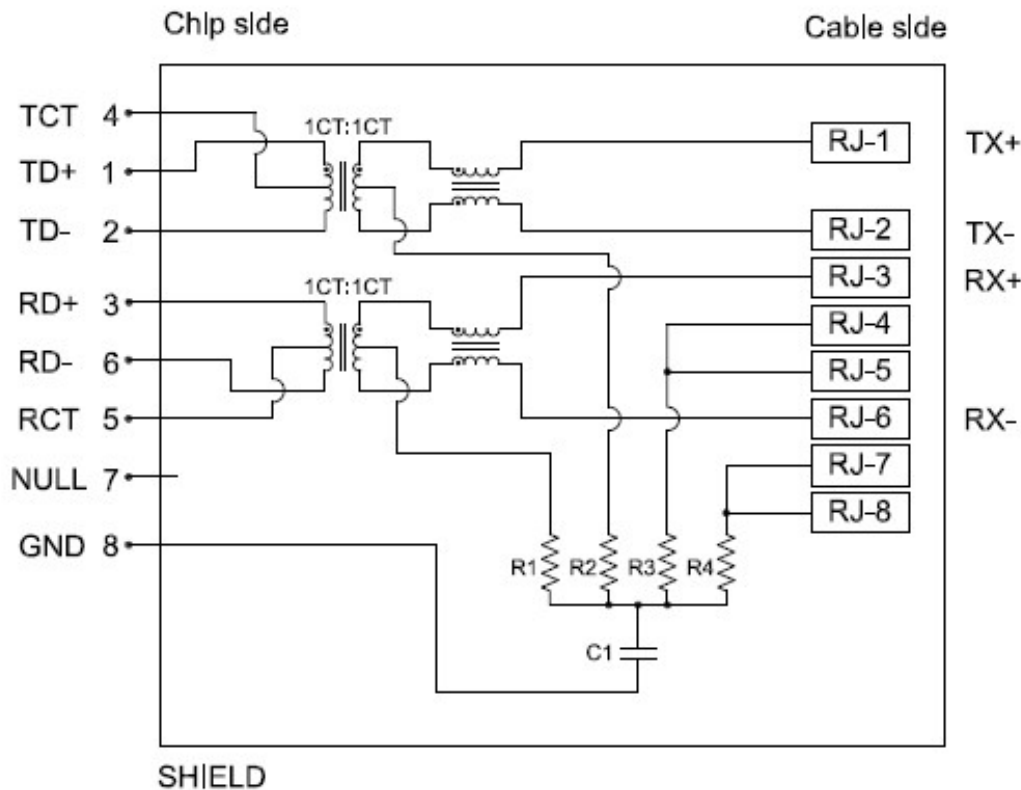 Chip side
Cable side
TCT 4
1CT:1CT
RJ-1 TX+
TD+ 1
TD- 2
RJ-2 TX-
RJ-3 RX+
1CT:1CT
RD+ 3
RJ-4
RD- 6
RJ-5
RCT 5
RJ-6 RX-
RJ-7
NULL 7
RJ-8
GND 8
R1 R2 R3 R4
C1
SHIELD